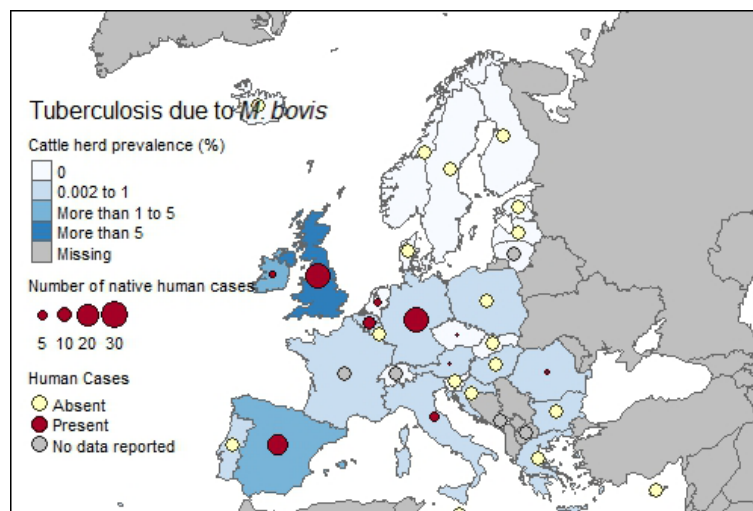 Tuberculosis due to M. bovis
Cattle herd prevalence (%)
0
0.002 to 1
More than 1 to 5
More than 5
Missing
Number of native human cases
5 10 20 30
Human Cases
Absent
Present
No data reported